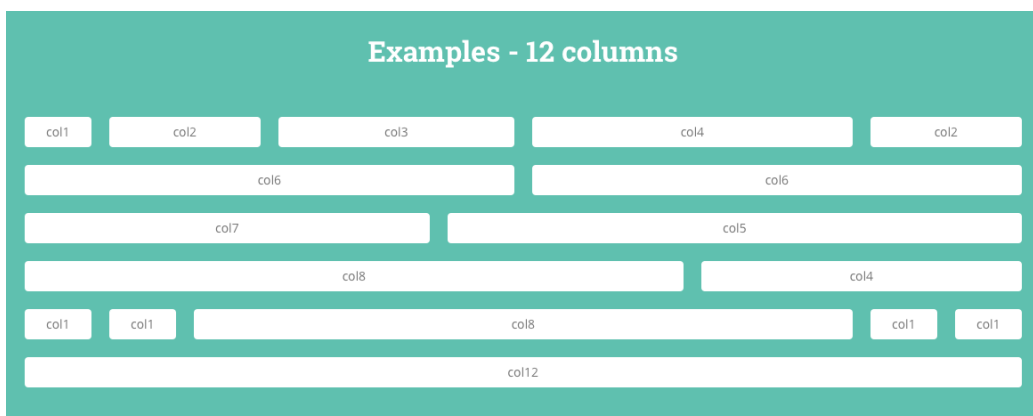 Examples - 12 columns
col1 col2 col3 col4 col2
col6 col6
col7 col5
col8 col4
col1 col1 col8 col1 col1
col12